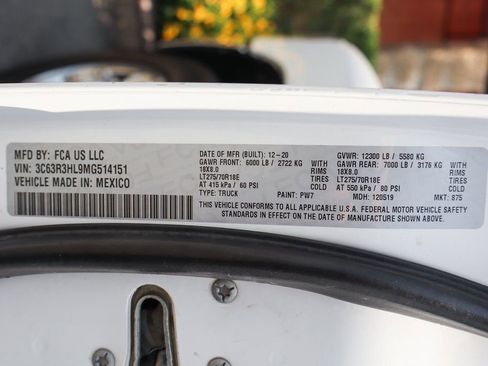 MFD BY: FCA US LLC
VIN: 3C63R3HL9MG514151
VEHICLE MADE IN: MEXICO
DATE OF MFR (BUILT): 12-20 GVWR: 12300 LB / 5580 KG
GAWR FRONT: 6000 LB / 2722 KG WITH GAWR REAR: 7000 LB / 3176 KG WITH
18X8.0 RIMS 18X8.0 RIMS
LT275/70R18E TIRES LT275/70R18E TIRES
AT 415 kPa / 60 PSI AT 550 kPa / 80 PSI
PAINT: PW7 MDH: 120519 MKT: 875
THIS VEHICLE CONFORMS TO ALL APPLICABLE U.S.A. FEDERAL MOTOR VEHICLE SAFETY
STANDARDS IN EFFECT ON THE DATE OF MANUFACTURE SHOWN ABOVE.